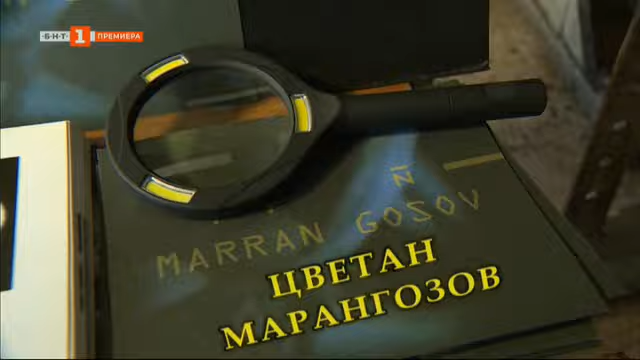 БНТ 1 ПРЕМИЕРА
N
MARRAN GOSOV
ЦВЕТАН
МАРАНГОЗОВ